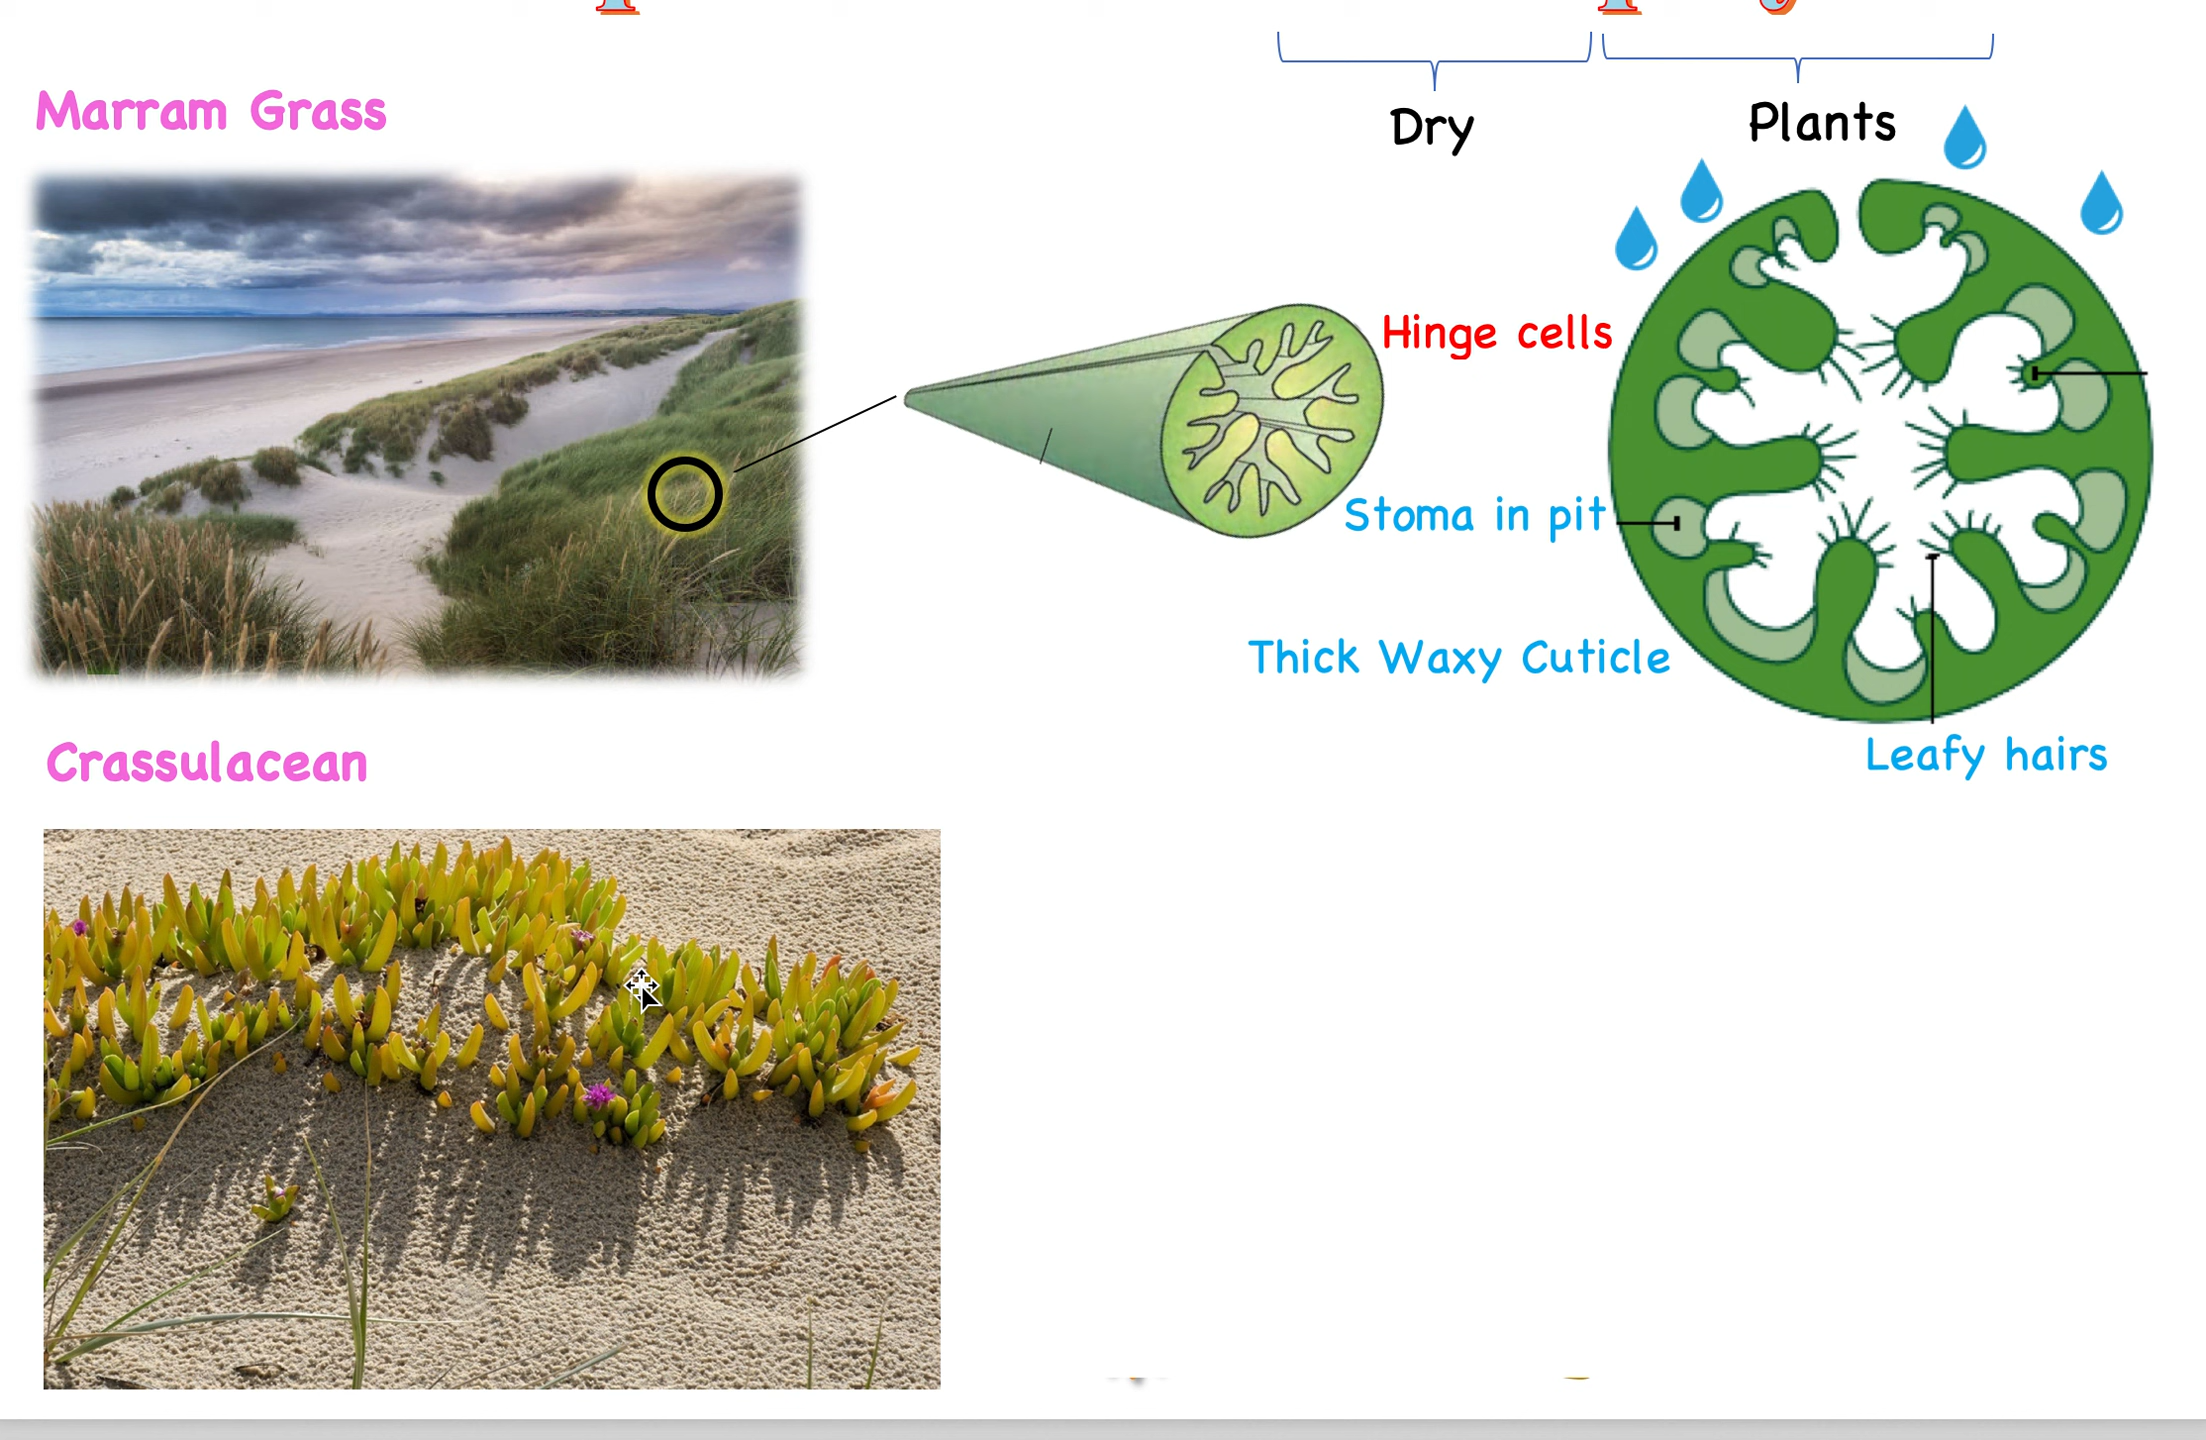 Marram Grass
Dry
Plants
Hinge cells
Stoma in pit
Thick Waxy Cuticle
Leafy hairs
Crassulacean